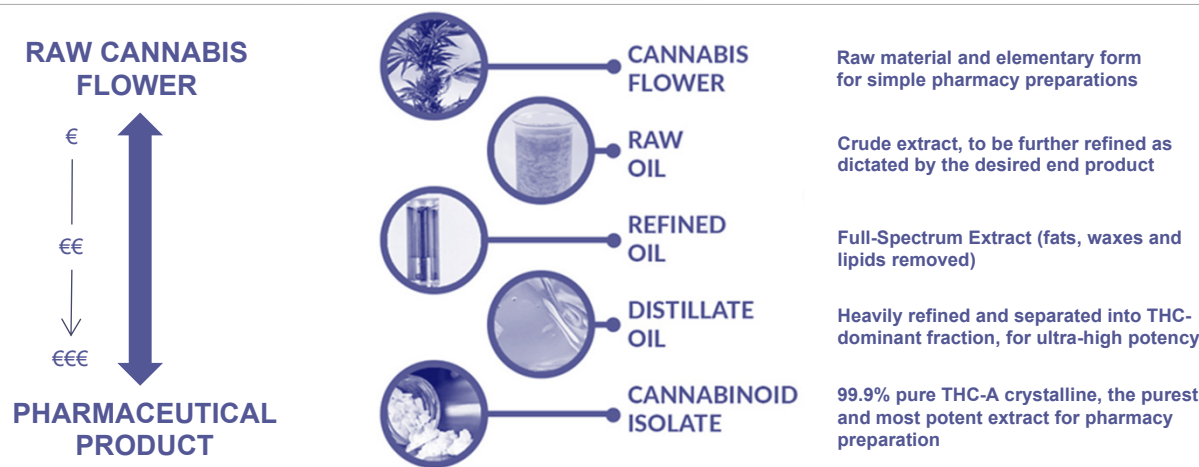 RAW CANNABIS
FLOWER
€
€€
€€€
PHARMACEUTICAL
PRODUCT
CANNABIS
FLOWER
Raw material and elementary form
for simple pharmacy preparations
RAW
OIL
Crude extract, to be further refined as
dictated by the desired end product
REFINED
OIL
Full-Spectrum Extract (fats, waxes and
lipids removed)
DISTILLATE
OIL
Heavily refined and separated into THC-
dominant fraction, for ultra-high potency
CANNABINOID
ISOLATE
99.9% pure THC-A crystalline, the purest
and most potent extract for pharmacy
preparation